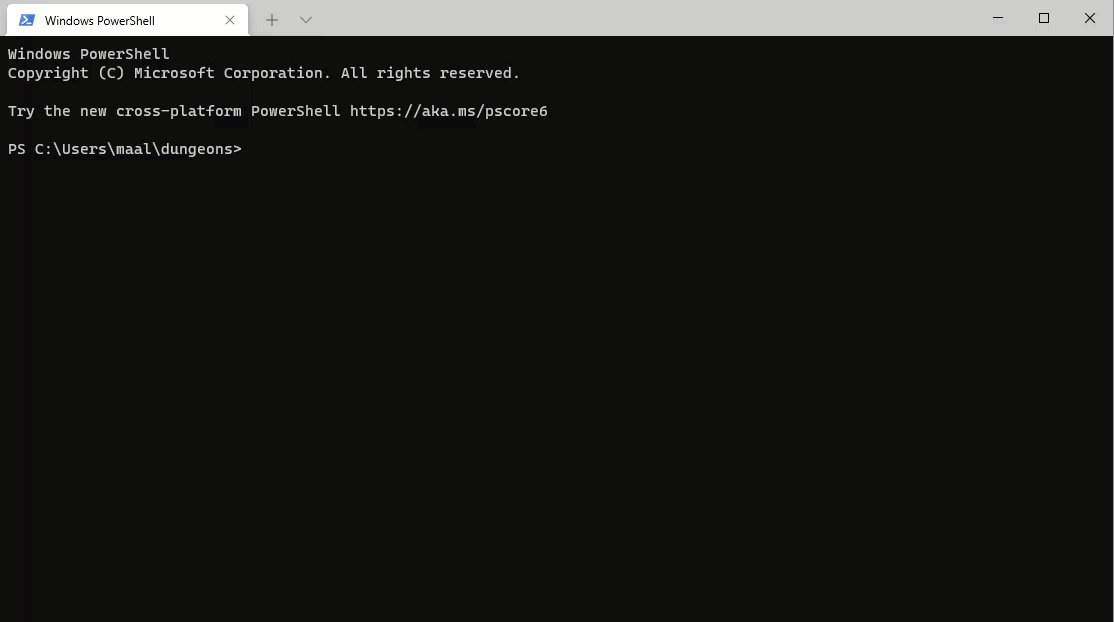 Windows PowerShell
Windows PowerShell
Copyright (C) Microsoft Corporation. All rights reserved.
Try the new cross-platform PowerShell https://aka.ms/pscore6
PS C:\Users\maal\dungeons>